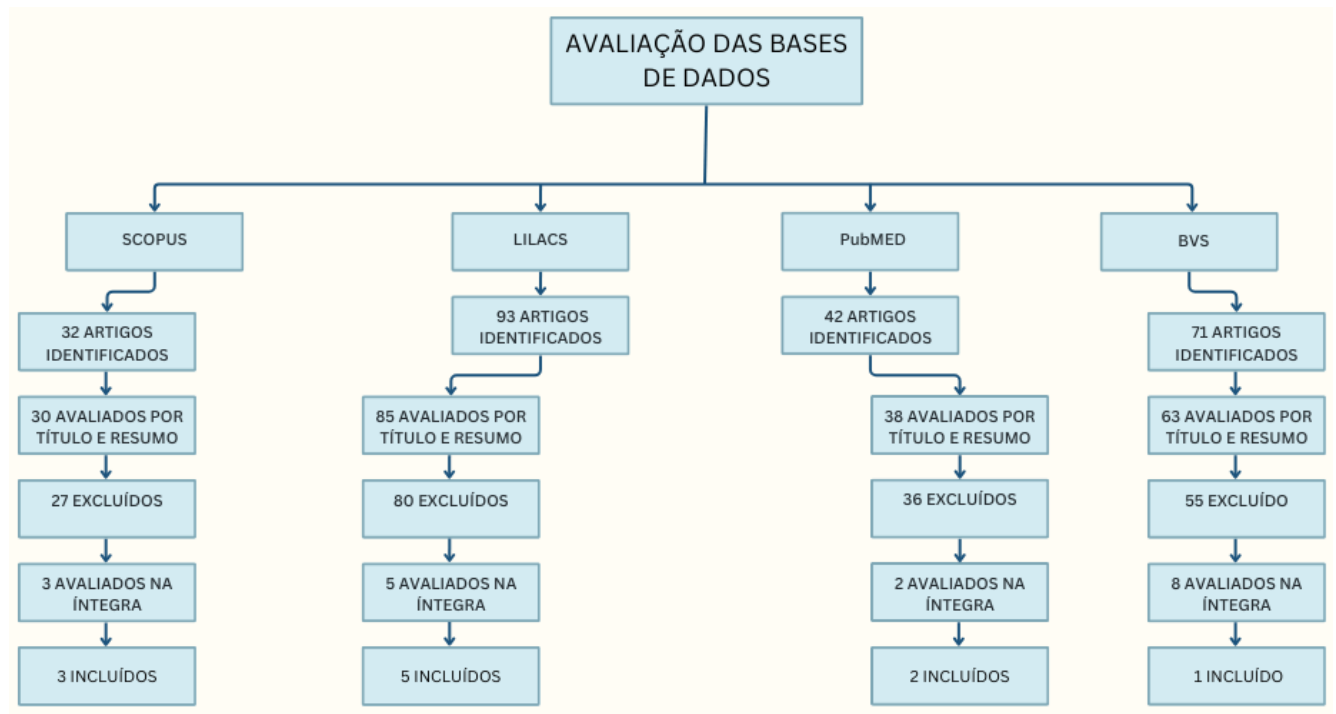 AVALIAÇÃO DAS BASES
DE DADOS
SCOPUS
32 ARTIGOS
IDENTIFICADOS
30 AVALIADOS POR
TÍTULO E RESUMO
27 EXCLUÍDOS
3 AVALIADOS NA
ÍNTEGRA
3 INCLUÍDOS
LILACS
93 ARTIGOS
IDENTIFICADOS
85 AVALIADOS POR
TÍTULO E RESUMO
80 EXCLUÍDOS
5 AVALIADOS NA
ÍNTEGRA
5 INCLUÍDOS
PubMED
42 ARTIGOS
IDENTIFICADOS
38 AVALIADOS POR
TÍTULO E RESUMO
36 EXCLUÍDOS
2 AVALIADOS NA
ÍNTEGRA
2 INCLUÍDOS
BVS
71 ARTIGOS
IDENTIFICADOS
63 AVALIADOS POR
TÍTULO E RESUMO
55 EXCLUÍDO
8 AVALIADOS NA
ÍNTEGRA
1 INCLUÍDO